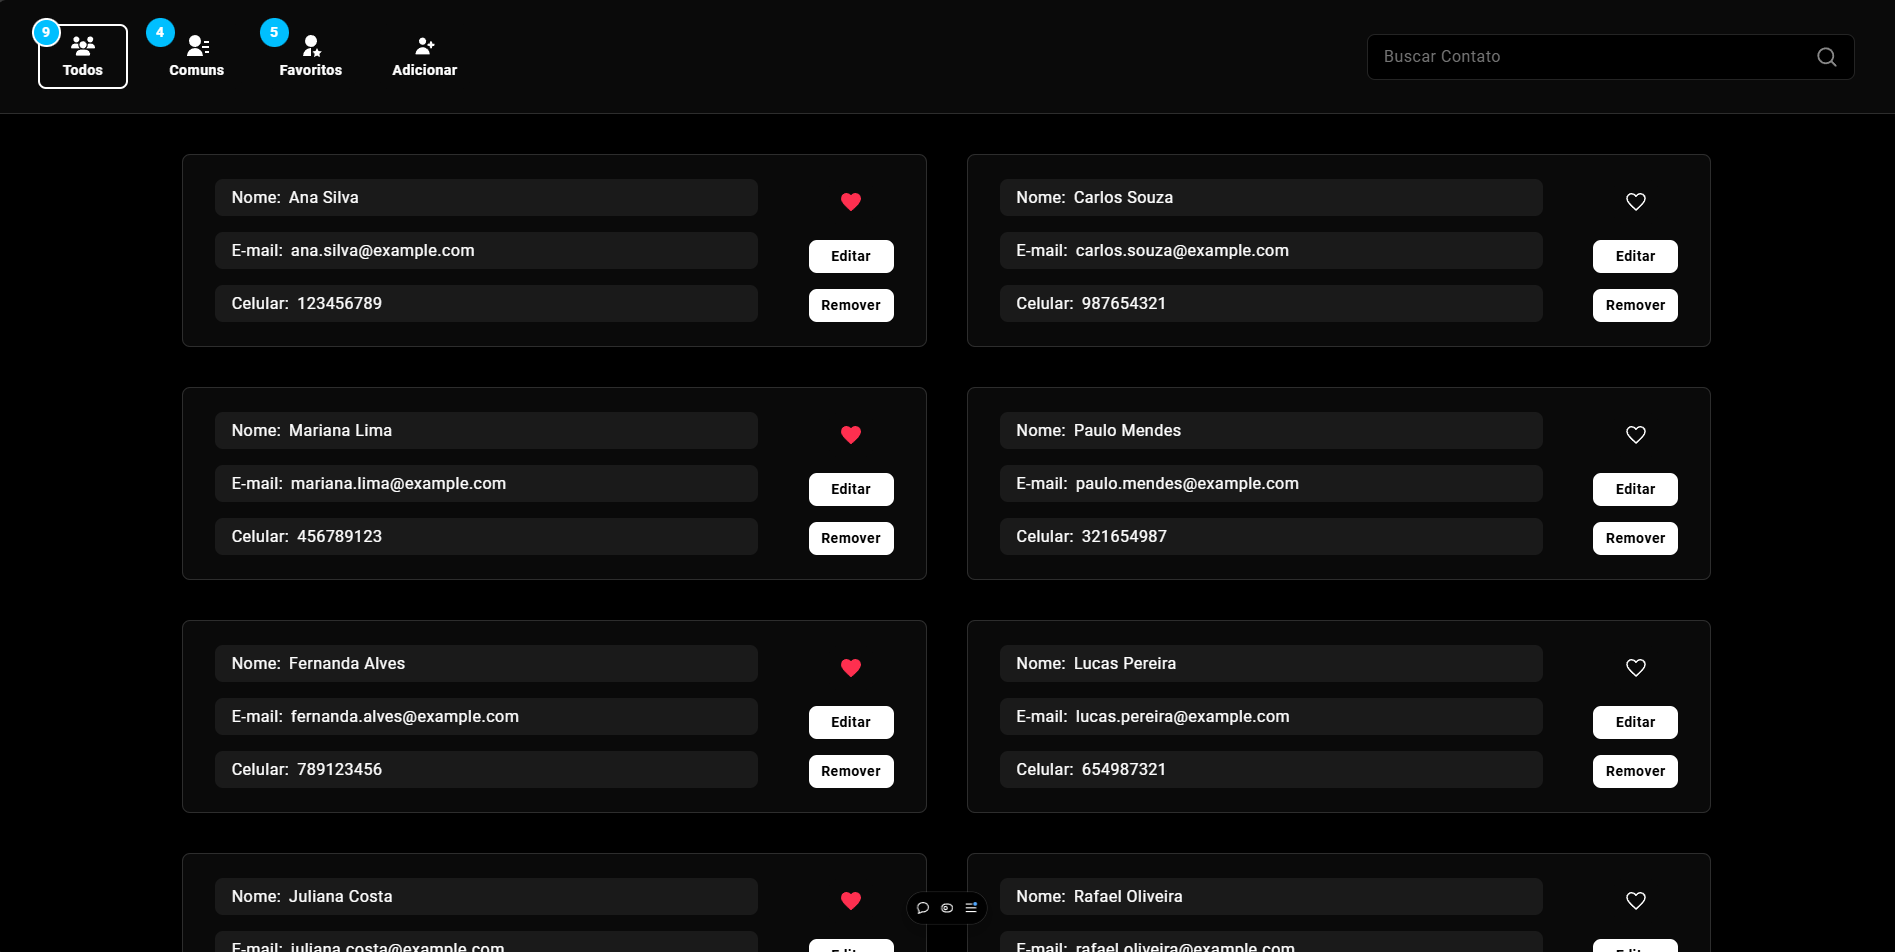 9 4 5
Todos Comuns Favoritos Adicionar
Buscar Contato
Nome: Ana Silva
E-mail: ana.silva@example.com
Editar
Celular: 123456789
Remover
Nome: Carlos Souza
E-mail: carlos.souza@example.com
Editar
Celular: 987654321
Remover
Nome: Mariana Lima
E-mail: mariana.lima@example.com
Editar
Celular: 456789123
Remover
Nome: Paulo Mendes
E-mail: paulo.mendes@example.com
Editar
Celular: 321654987
Remover
Nome: Fernanda Alves
E-mail: fernanda.alves@example.com
Editar
Celular: 789123456
Remover
Nome: Lucas Pereira
E-mail: lucas.pereira@example.com
Editar
Celular: 654987321
Remover
Nome: Juliana Costa
E-mail: juliana.costa@example.com
Editar
Nome: Rafael Oliveira
E-mail: rafael.oliveira@example.com
Editar